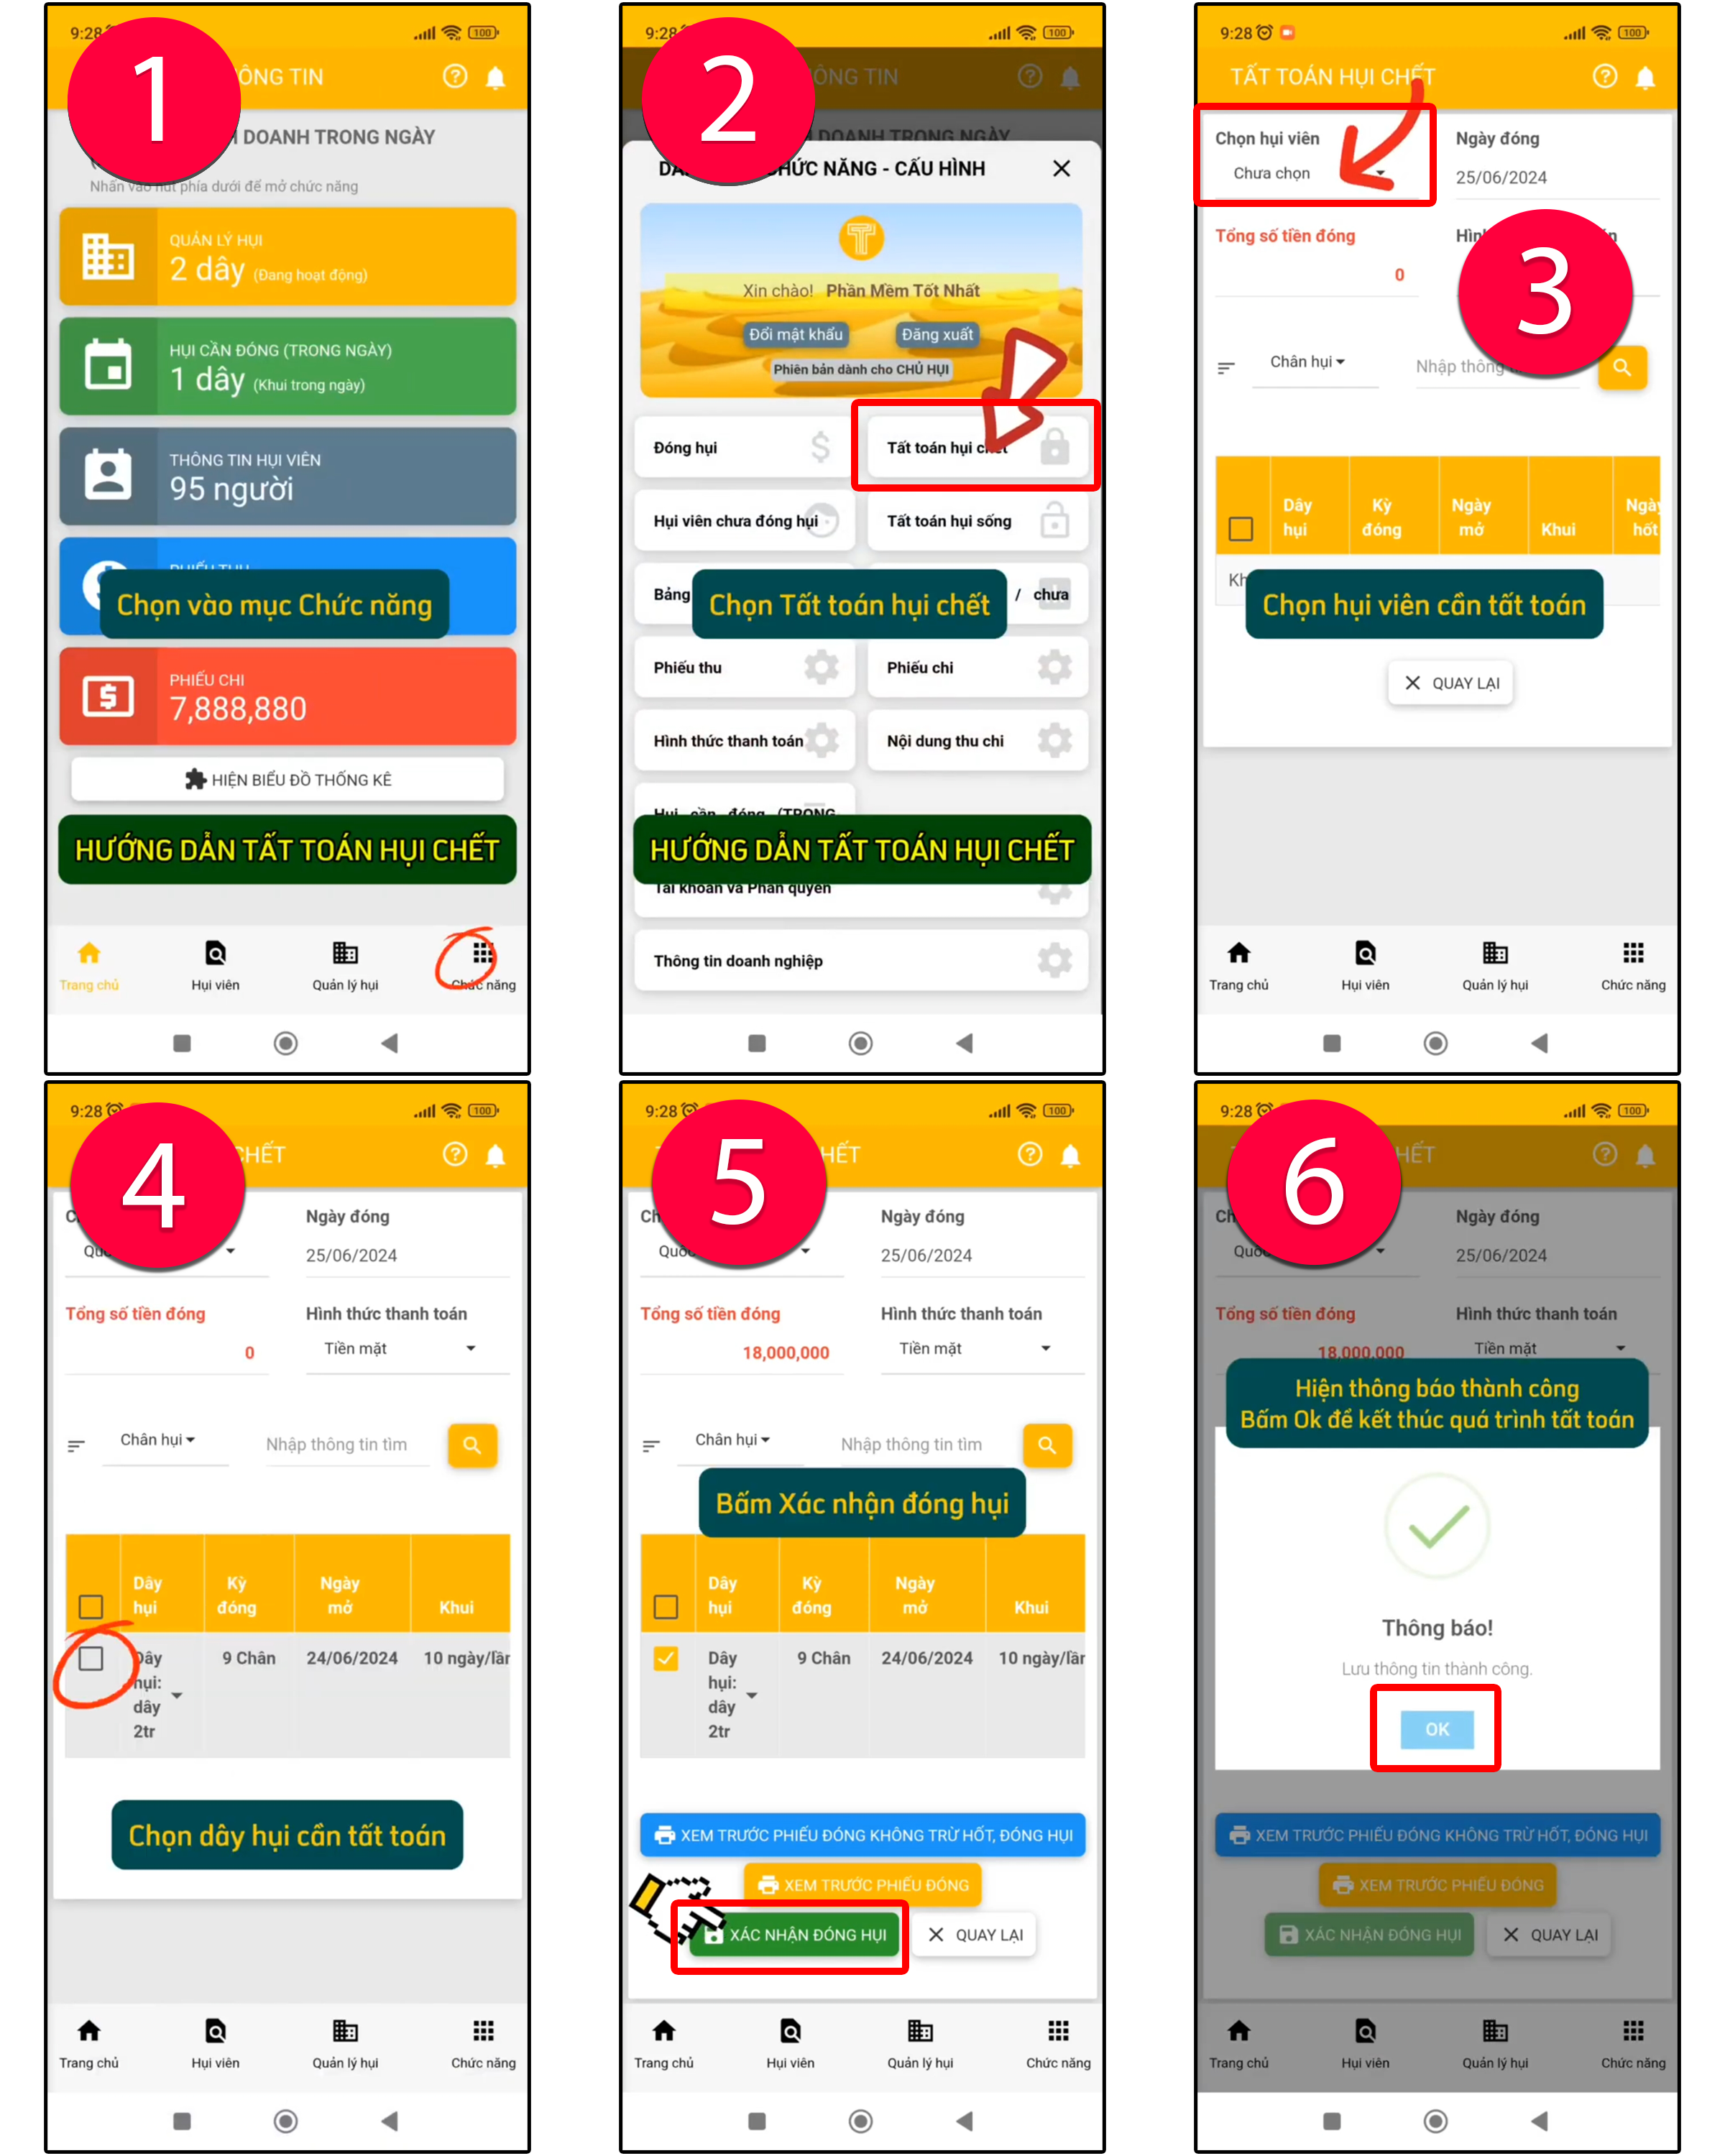 1
9:28
100
ÔNG TIN
DOANH TRONG NGÀY
Nhấn vào nút phía dưới để mở chức năng
QUẢN LÝ HỤI
2 dây (Đang hoạt động)
HỤI CẦN ĐÓNG (TRONG NGÀY)
1 dây (Khui trong ngày)
THÔNG TIN HỤI VIÊN
95 người
PHIẾU THU
Chọn vào mục Chức năng
PHIẾU CHI
7,888,880
HIỆN BIỂU ĐỒ THỐNG KÊ
HƯỚNG DẪN TẤT TOÁN HỤI CHẾT
Trang chủ Hụi viên Quản lý hụi Chức năng
2
9:28
100
ÔNG TIN
DOANH TRONG NGÀY
CHỨC NĂNG - CẤU HÌNH
Xin chào! Phần Mềm Tốt Nhất
Đổi mật khẩu Đăng xuất
Phiên bản dành cho CHỦ HỤI
Đóng hụi Tất toán hụi chết
Hụi viên chưa đóng hụi Tất toán hụi sống
Bảng / chưa
Chọn Tất toán hụi chết
Phiếu thu Phiếu chi
Hình thức thanh toán Nội dung thu chi
Hụi cần đóng (TRONG
HƯỚNG DẪN TẤT TOÁN HỤI CHẾT
Tài khoản và Phân quyền
Thông tin doanh nghiệp
3
9:28
100
TẤT TOÁN HỤI CHẾT
Chọn hụi viên Ngày đóng
Chưa chọn 25/06/2024
Tổng số tiền đóng
0
Chân hụi Nhập thông
Dây hụi Kỳ đóng Ngày mở Khui Ngày hốt
Kh
Chọn hụi viên cần tất toán
QUAY LẠI
Trang chủ Hụi viên Quản lý hụi Chức năng
4
9:28
100
CHẾT
Ngày đóng
25/06/2024
Tổng số tiền đóng Hình thức thanh toán
0 Tiền mặt
Chân hụi Nhập thông tin tìm
Dây hụi Kỳ đóng Ngày mở Khui
Dây hụi: dây 2tr 9 Chân 24/06/2024 10 ngày/lần
Chọn dây hụi cần tất toán
Trang chủ Hụi viên Quản lý hụi Chức năng
5
9:28
100
HẾT
Ch Ngày đóng
Quố 25/06/2024
Tổng số tiền đóng Hình thức thanh toán
18,000,000 Tiền mặt
Chân hụi Nhập thông tin tìm
Bấm Xác nhận đóng hụi
Dây hụi Kỳ đóng Ngày mở Khui
Dây hụi: dây 2tr 9 Chân 24/06/2024 10 ngày/lần
XEM TRƯỚC PHIẾU ĐÓNG KHÔNG TRỪ HỐT, ĐÓNG HỤI
XEM TRƯỚC PHIẾU ĐÓNG
XÁC NHẬN ĐÓNG HỤI QUAY LẠI
Trang chủ Hụi viên Quản lý hụi Chức năng
6
9:28
100
HẾT
Ch Ngày đóng
Quố 25/06/2024
Tổng số tiền đóng Hình thức thanh toán
18,000,000 Tiền mặt
Hiện thông báo thành công
Bấm Ok để kết thúc quá trình tất toán
Thông báo!
Lưu thông tin thành công.
OK
XEM TRƯỚC PHIẾU ĐÓNG KHÔNG TRỪ HỐT, ĐÓNG HỤI
XEM TRƯỚC PHIẾU ĐÓNG
XÁC NHẬN ĐÓNG HỤI QUAY LẠI
Trang chủ Hụi viên Quản lý hụi Chức năng